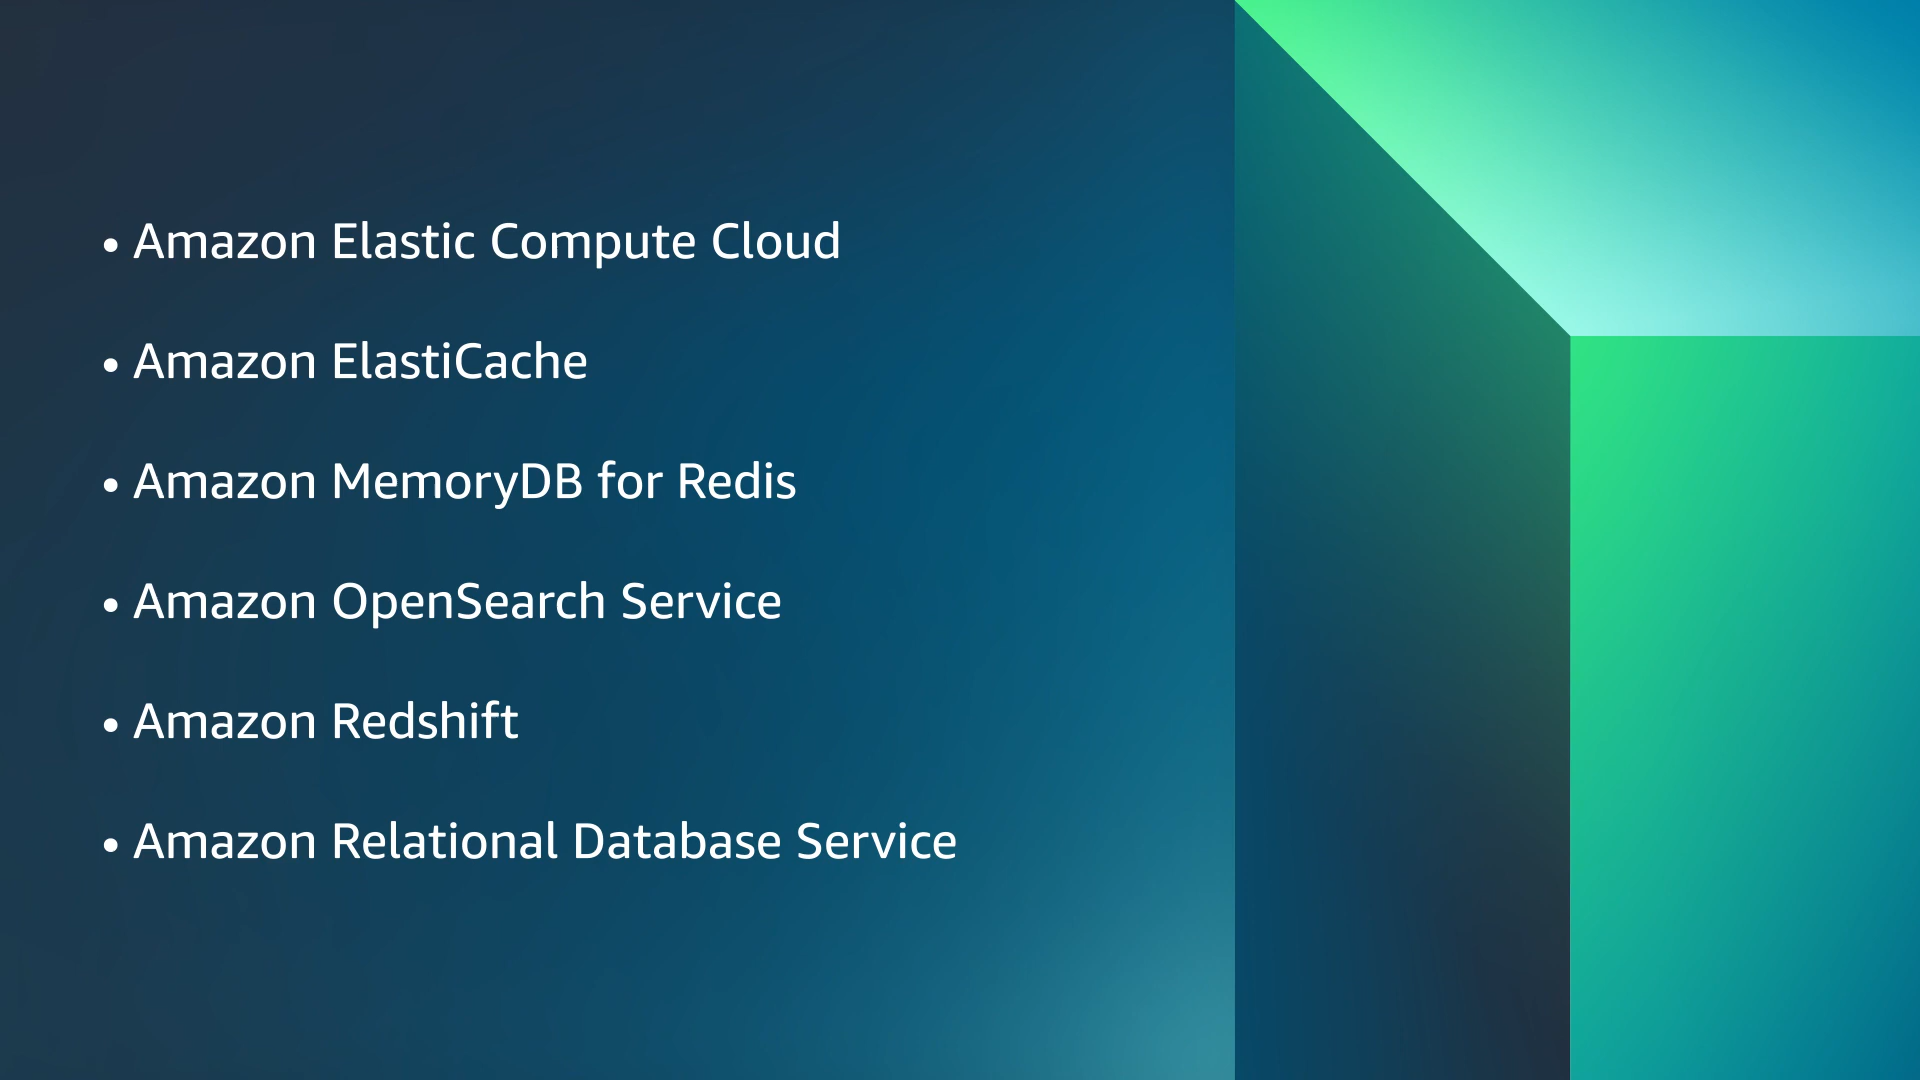 • Amazon Elastic Compute Cloud
• Amazon ElastiCache
• Amazon MemoryDB for Redis
• Amazon OpenSearch Service
• Amazon Redshift
• Amazon Relational Database Service